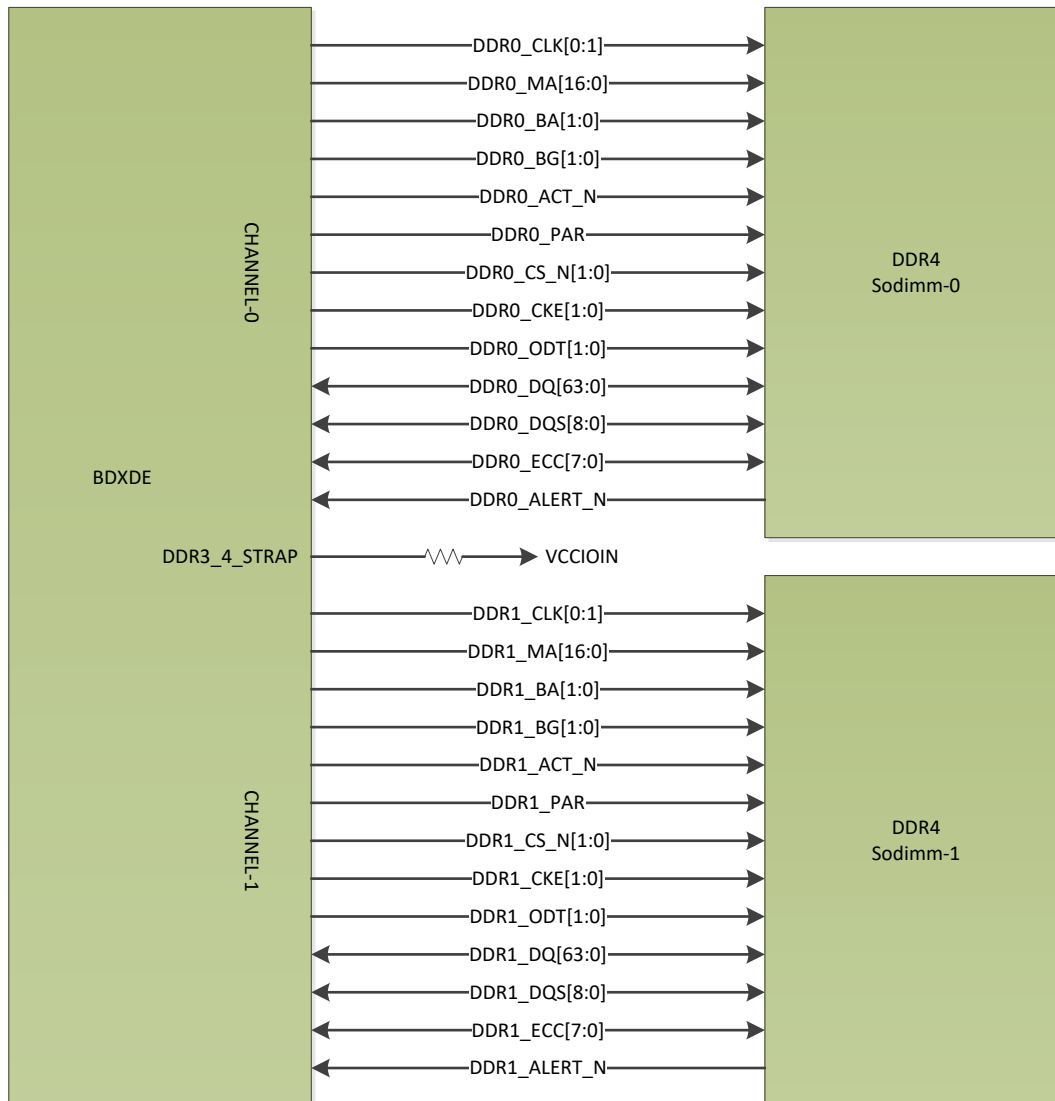 DDR0_CLK[0:1]
DDR0_MA[16:0]
DDR0_BA[1:0]
DDR0_BG[1:0]
DDR0_ACT_N
DDR0_PAR
DDR0_CS_N[1:0]
DDR0_CKE[1:0]
DDR0_ODT[1:0]
DDR0_DQ[63:0]
DDR0_DQS[8:0]
DDR0_ECC[7:0]
DDR0_ALERT_N
CHANNEL-0
DDR4
Sodimm-0
BDXDE
DDR3_4_STRAP
VCCIOIN
DDR1_CLK[0:1]
DDR1_MA[16:0]
DDR1_BA[1:0]
DDR1_BG[1:0]
DDR1_ACT_N
DDR1_PAR
DDR1_CS_N[1:0]
DDR1_CKE[1:0]
DDR1_ODT[1:0]
DDR1_DQ[63:0]
DDR1_DQS[8:0]
DDR1_ECC[7:0]
DDR1_ALERT_N
CHANNEL-1
DDR4
Sodimm-1